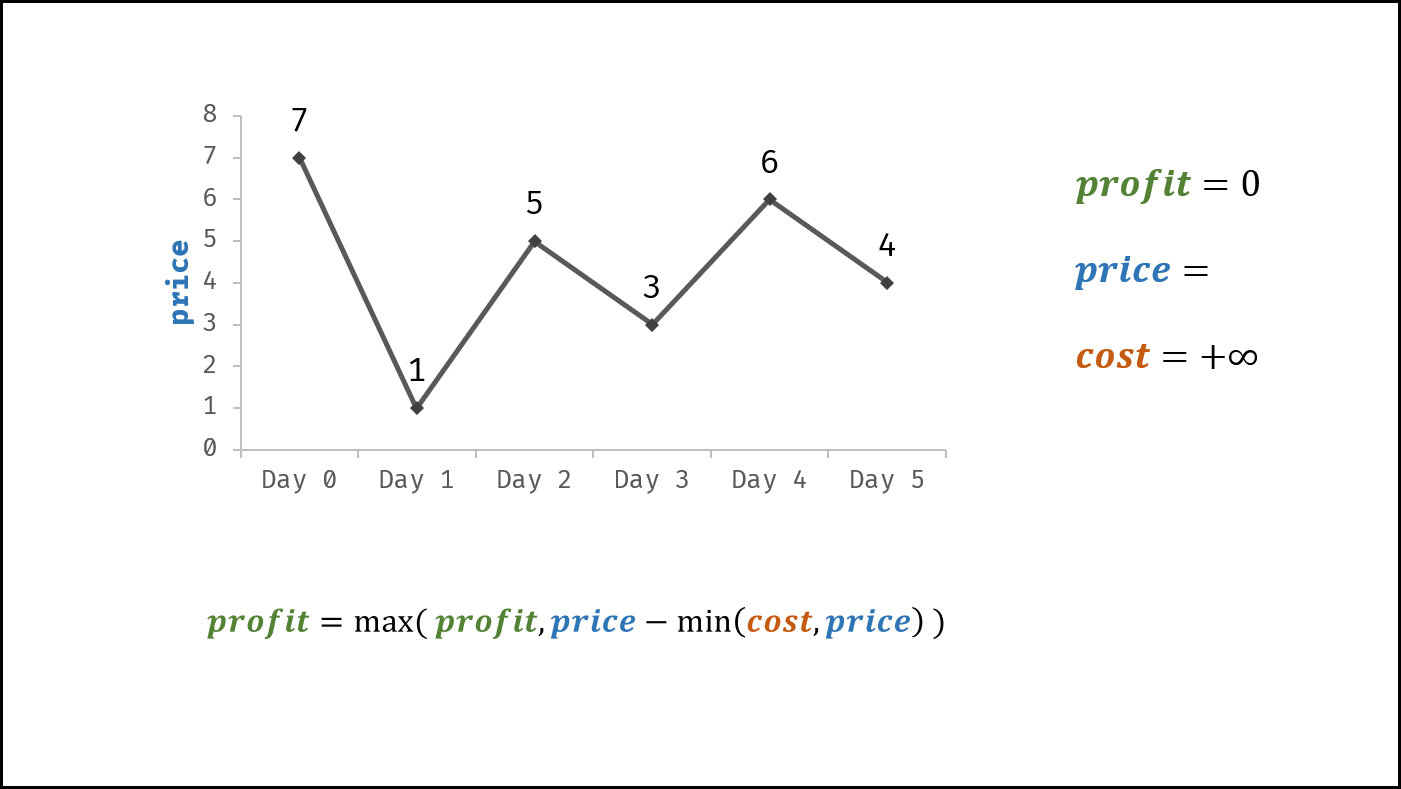 8
7
6
5
4
3
2
1
0
price
7
1
5
3
6
4
Day 0 Day 1 Day 2 Day 3 Day 4 Day 5
profit = 0
price =
cost = +∞
profit = max( profit, price − min(cost, price) )